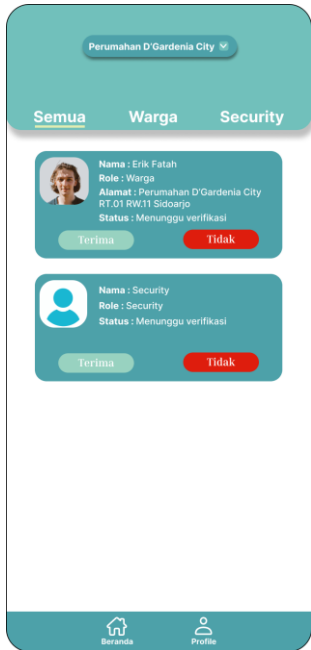 Perumahan D'Gardenia City
Semua Warga Security
Nama : Erik Fatah
Role : Warga
Alamat : Perumahan D'Gardenia City
RT.01 RW.11 Sidoarjo
Status : Menunggu verifikasi
Terima Tidak
Nama : Security
Role : Security
Status : Menunggu verifikasi
Terima Tidak
Beranda Profile